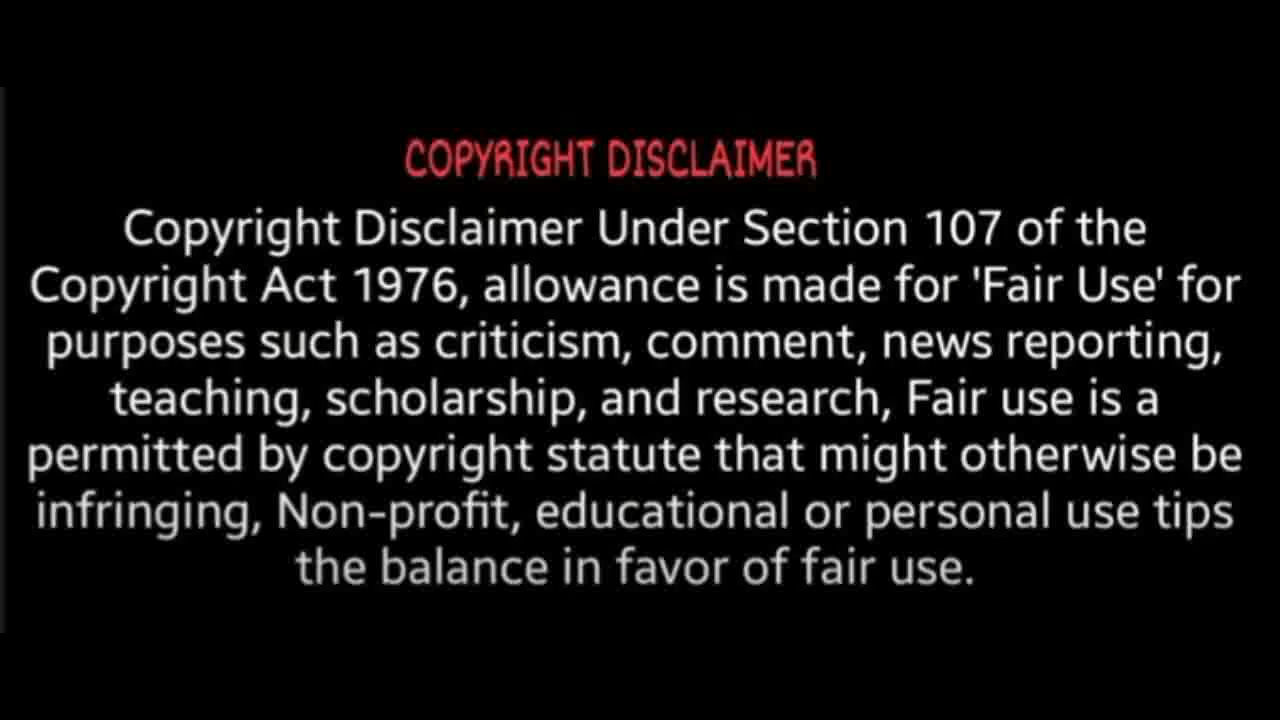 COPYRIGHT DISCLAIMER
Copyright Disclaimer Under Section 107 of the
Copyright Act 1976, allowance is made for 'Fair Use' for
purposes such as criticism, comment, news reporting,
teaching, scholarship, and research, Fair use is a
permitted by copyright statute that might otherwise be
infringing, Non-profit, educational or personal use tips
the balance in favor of fair use.